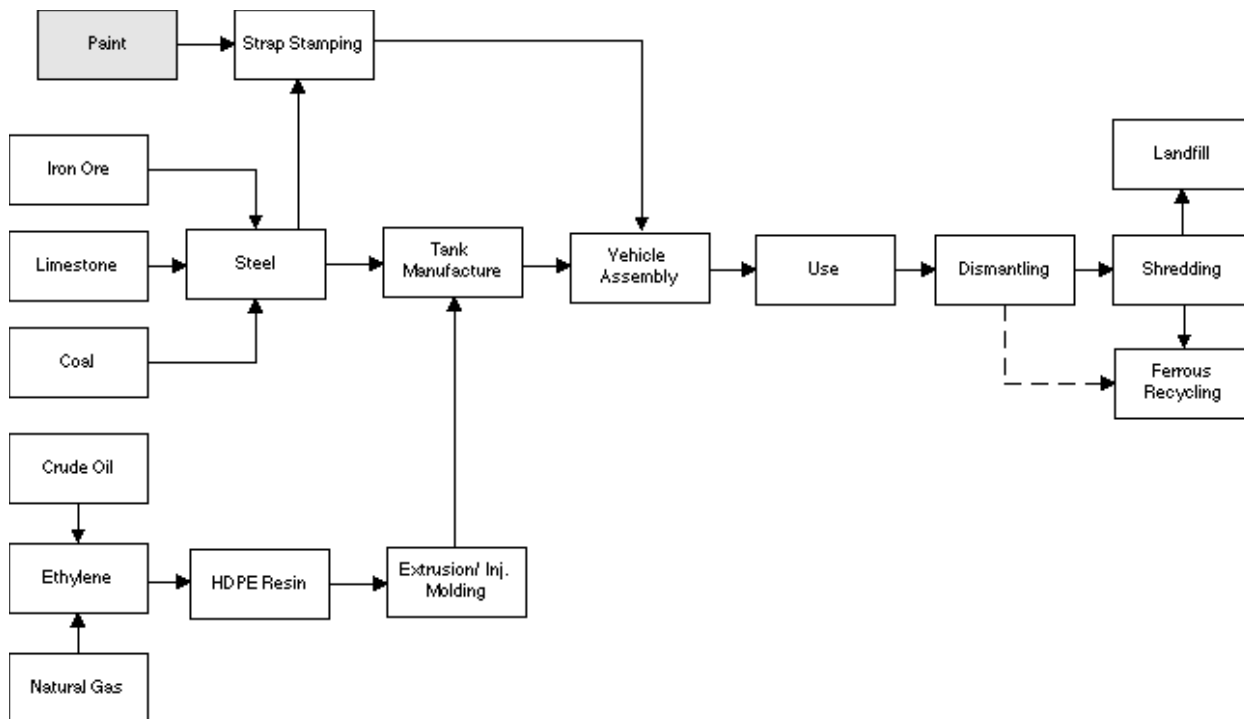 Paint
Strap Stamping
Iron Ore
Landfill
Limestone
Steel
Tank
Manufacture
Vehicle
Assembly
Use
Dismantling
Shredding
Coal
Ferrous
Recycling
Crude Oil
Ethylene
HDPE Resin
Extrusion/ Inj.
Molding
Natural Gas